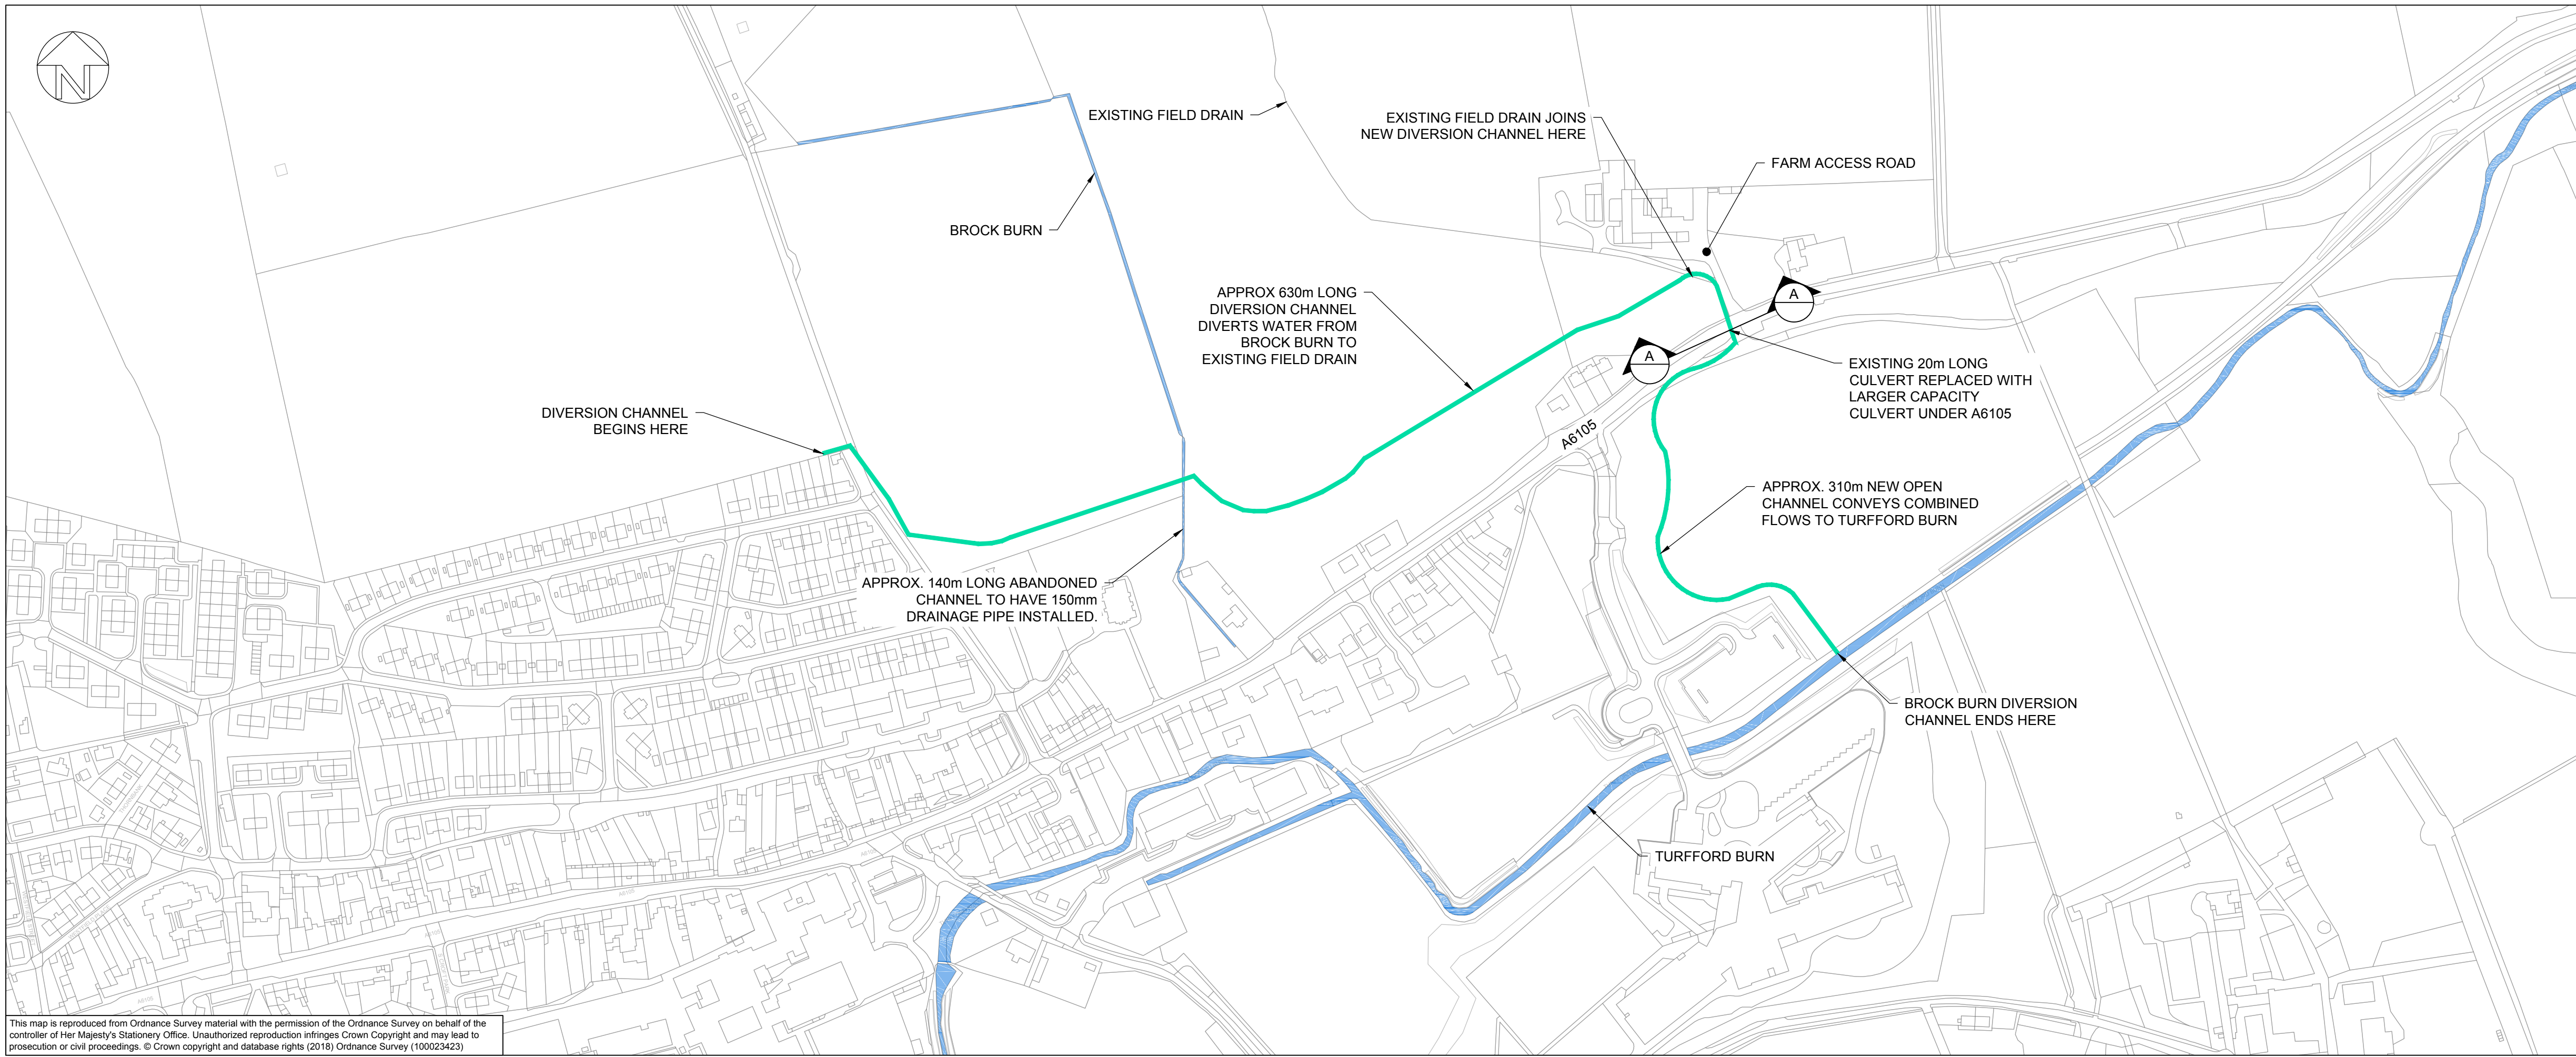 N
EXISTING FIELD DRAIN
EXISTING FIELD DRAIN JOINS
NEW DIVERSION CHANNEL HERE
FARM ACCESS ROAD
BROCK BURN
APPROX 630m LONG
DIVERSION CHANNEL
DIVERTS WATER FROM
BROCK BURN TO
EXISTING FIELD DRAIN
A
A
EXISTING 20m LONG
CULVERT REPLACED WITH
LARGER CAPACITY
CULVERT UNDER A6105
DIVERSION CHANNEL
BEGINS HERE
A6105
APPROX. 310m NEW OPEN
CHANNEL CONVEYS COMBINED
FLOWS TO TURFFORD BURN
APPROX. 140m LONG ABANDONED
CHANNEL TO HAVE 150mm
DRAINAGE PIPE INSTALLED.
BROCK BURN DIVERSION
CHANNEL ENDS HERE
TURFFORD BURN
A6105
A6105
A6105
This map is reproduced from Ordnance Survey material with the permission of the Ordnance Survey on behalf of the
controller of Her Majesty's Stationery Office. Unauthorized reproduction infringes Crown Copyright and may lead to
prosecution or civil proceedings. © Crown copyright and database rights (2018) Ordnance Survey (100023423)